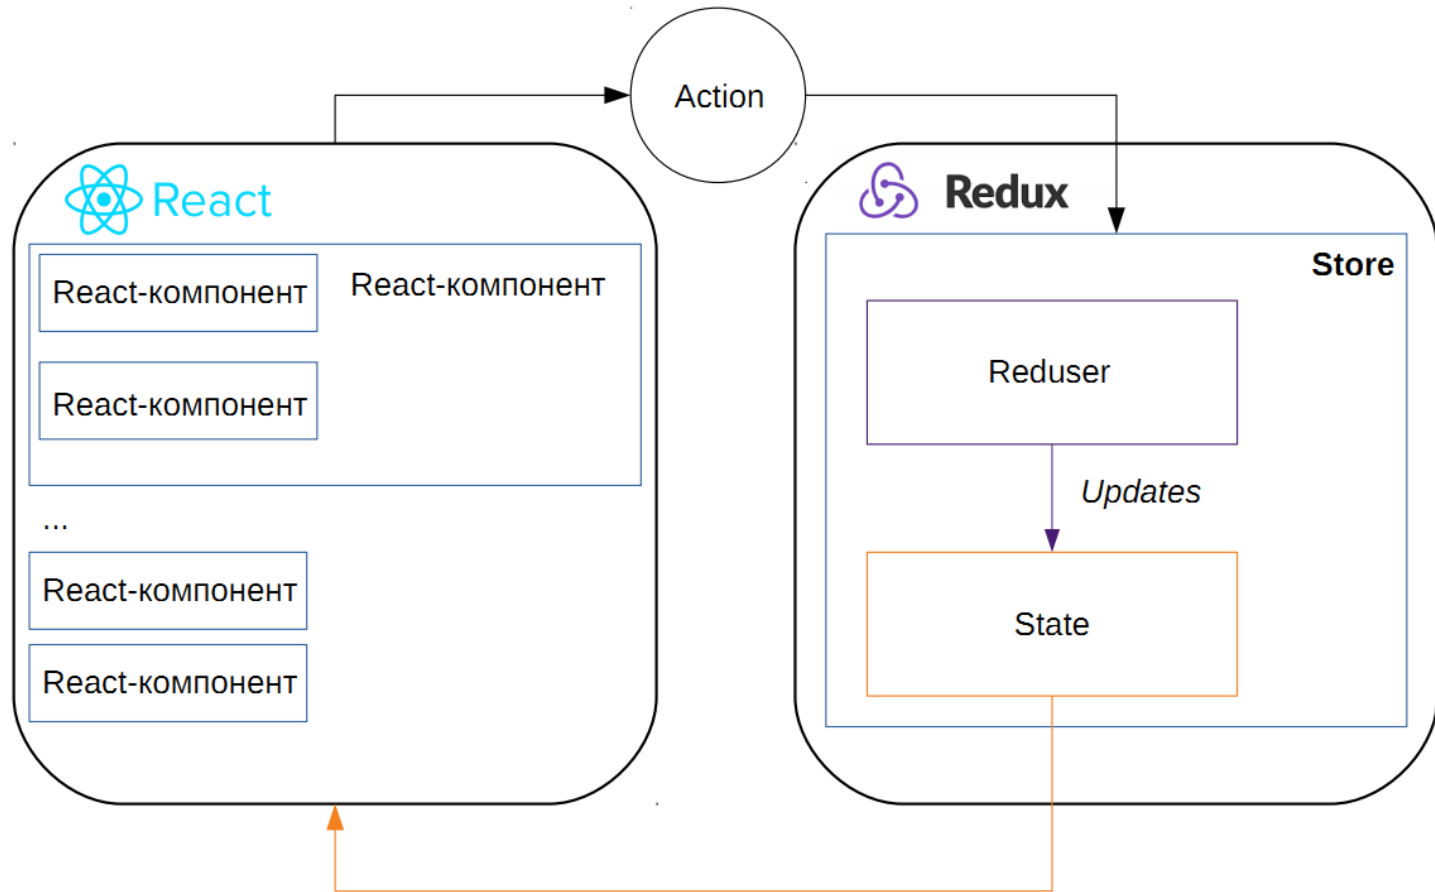 Action
React
React-компонент
React-компонент
React-компонент
...
React-компонент
React-компонент
Redux
Store
Reduser
Updates
State